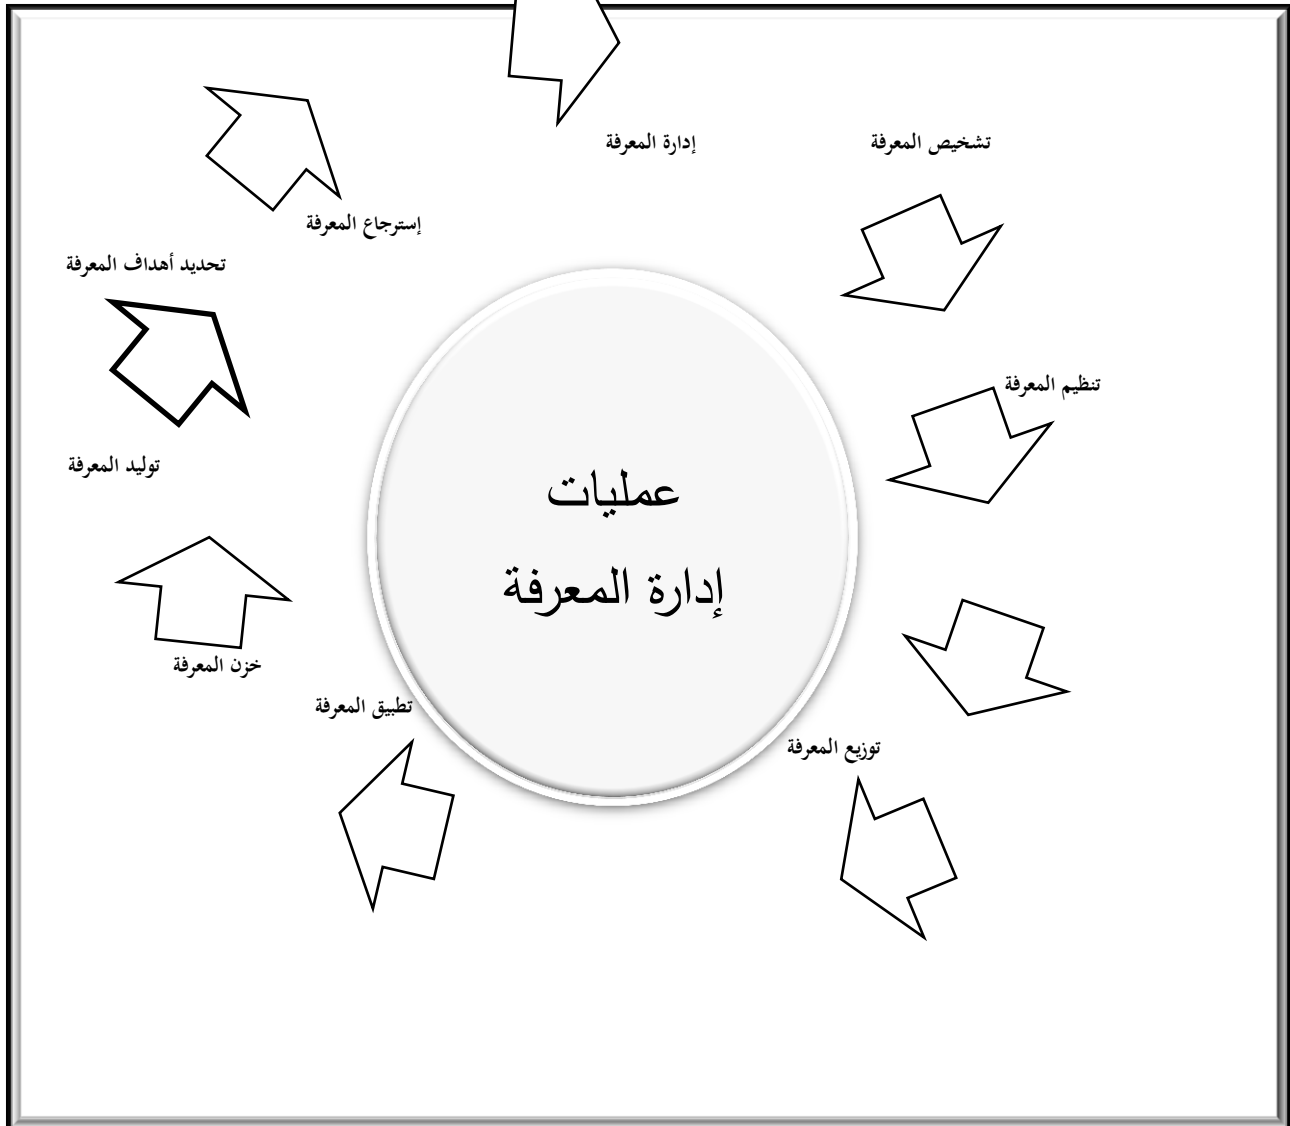 تشخيص المعرفة
إدارة المعرفة
إسترجاع المعرفة
تحديد أهداف المعرفة
تنظيم المعرفة
توليد المعرفة
عمليات
إدارة المعرفة
خزن المعرفة
تطبيق المعرفة
توزيع المعرفة